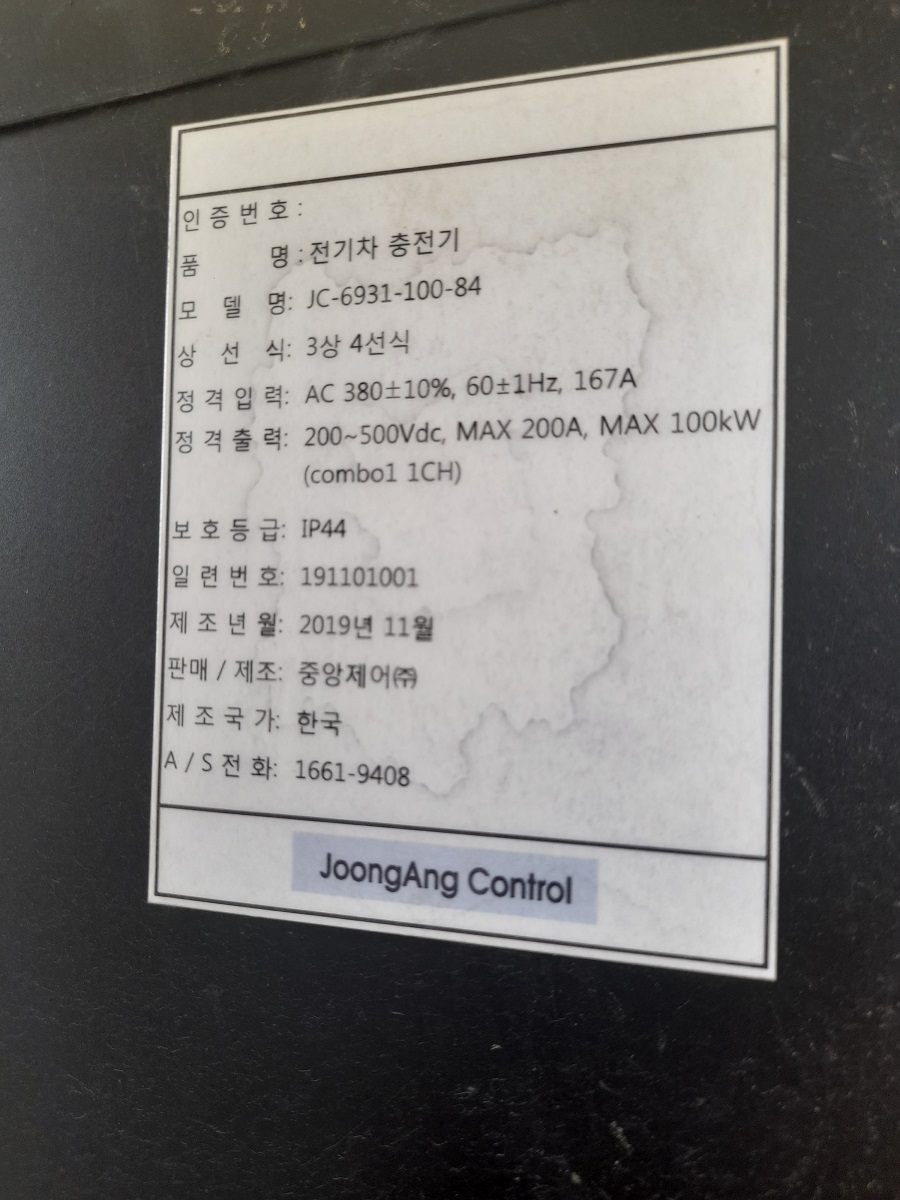 인증번호:
품 명: 전기차 충전기
모 델 명: JC-6931-100-84
상 선 식: 3상 4선식
정격입력: AC 380±10%, 60±1Hz, 167A
정격출력: 200~500Vdc, MAX 200A, MAX 100kW
(combo1 1CH)
보호등급: IP44
일련번호: 191101001
제조년월: 2019년 11월
판매 / 제조: 중앙제어㈜
제조국가: 한국
A/S전화: 1661-9408
JoongAng Control